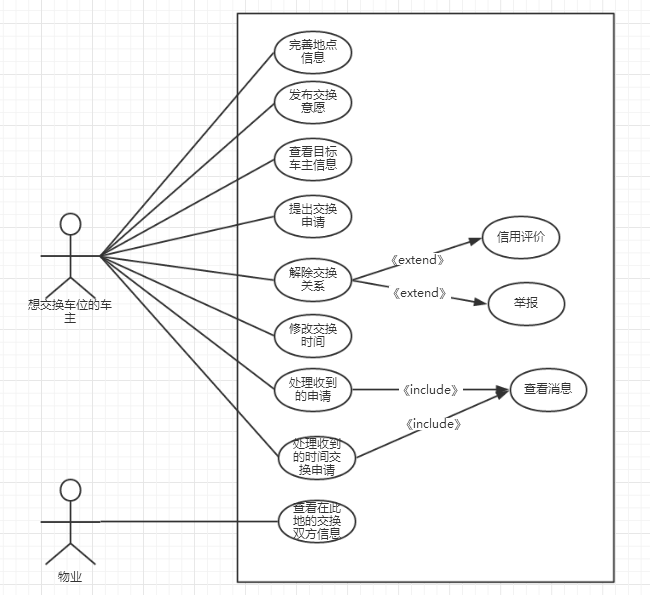 完善地点
信息
发布交换
意愿
查看目标
车主信息
提出交换
申请
信用评价
《extend》
解除交换
关系
《extend》
举报
想交换车位的车
主
修改交换
时间
处理收到
的申请
《include》
查看消息
《include》
处理收到
的时间交
换申请
查看在此
地的交换
双方信息
物业